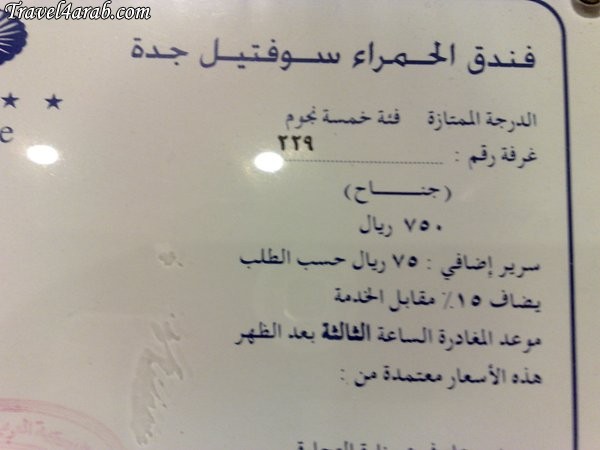 Travel4arab.com
فندق الحمراء سوفتيل جدة
الدرجة الممتازة فئة خمسة نجوم
غرفة رقم : ٢٢٩
(جناح)
٧٥٠ ريال
سرير إضافي : ٧٥ ريال حسب الطلب
يضاف ١٥٪ مقابل الخدمة
موعد المغادرة الساعة الثالثة بعد الظهر
هذه الأسعار معتمدة من :